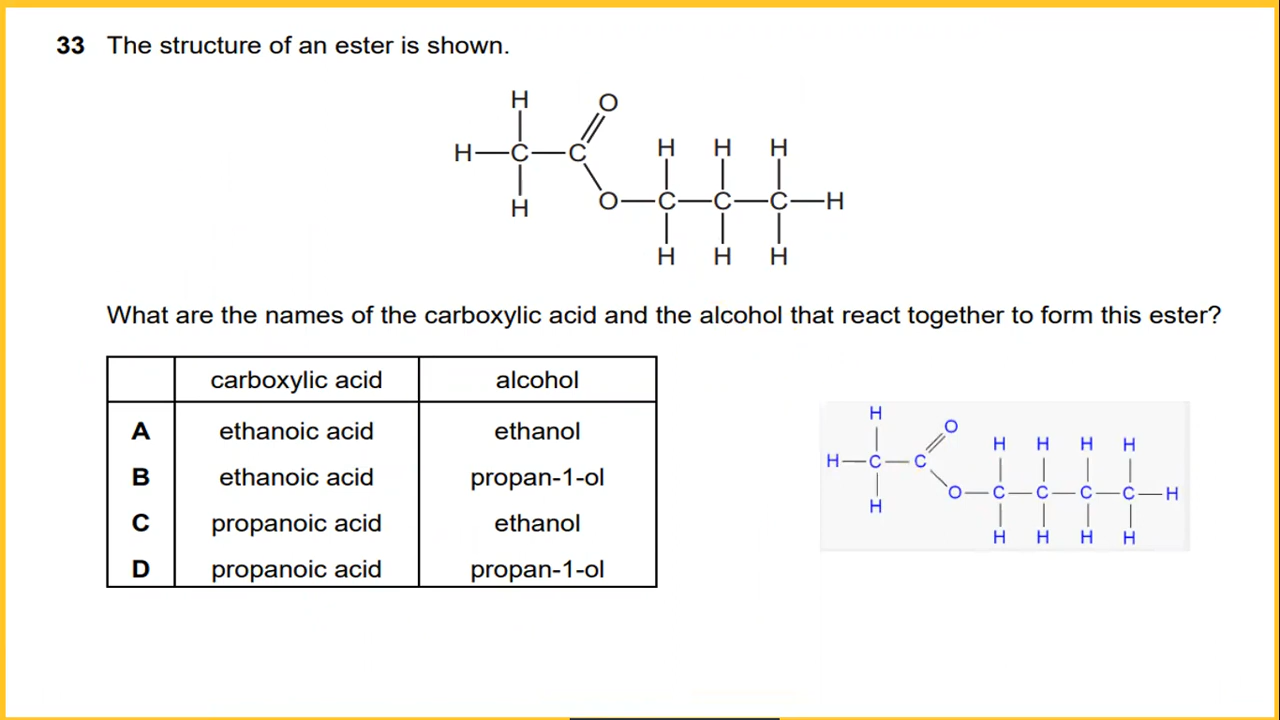 33 The structure of an ester is shown.
H O
H C C H H H
H O C C C H
H H H
What are the names of the carboxylic acid and the alcohol that react together to form this ester?
carboxylic acid alcohol
A ethanoic acid ethanol
B ethanoic acid propan-1-ol
C propanoic acid ethanol
D propanoic acid propan-1-ol
H O
H C C H H H H
H O C C C C H
H H H H